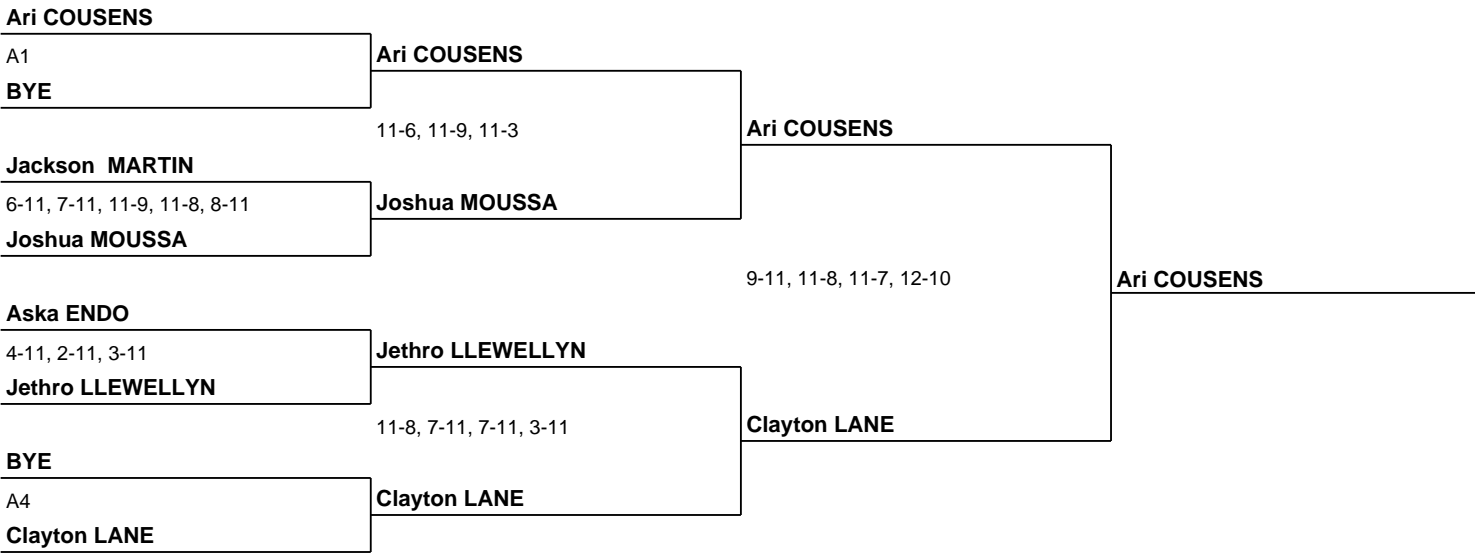 Ari COUSENS
A1
BYE
Ari COUSENS
11-6, 11-9, 11-3
Jackson  MARTIN
6-11, 7-11, 11-9, 11-8, 8-11
Joshua MOUSSA
Joshua MOUSSA
Ari COUSENS
9-11, 11-8, 11-7, 12-10
Ari COUSENS
Aska ENDO
4-11, 2-11, 3-11
Jethro LLEWELLYN
Jethro LLEWELLYN
11-8, 7-11, 7-11, 3-11
Clayton LANE
BYE
A4
Clayton LANE
Clayton LANE